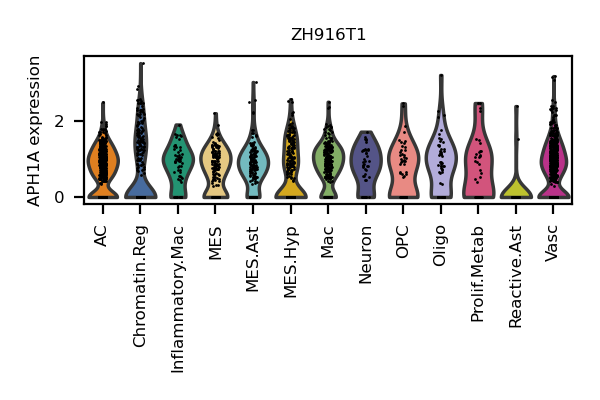 ZH916T1
APH1A expression
2
0
AC
Chromatin.Reg
Inflammatory.Mac
MES
MES.Ast
MES.Hyp
Mac
Neuron
OPC
Oligo
Prolif.Metab
Reactive.Ast
Vasc